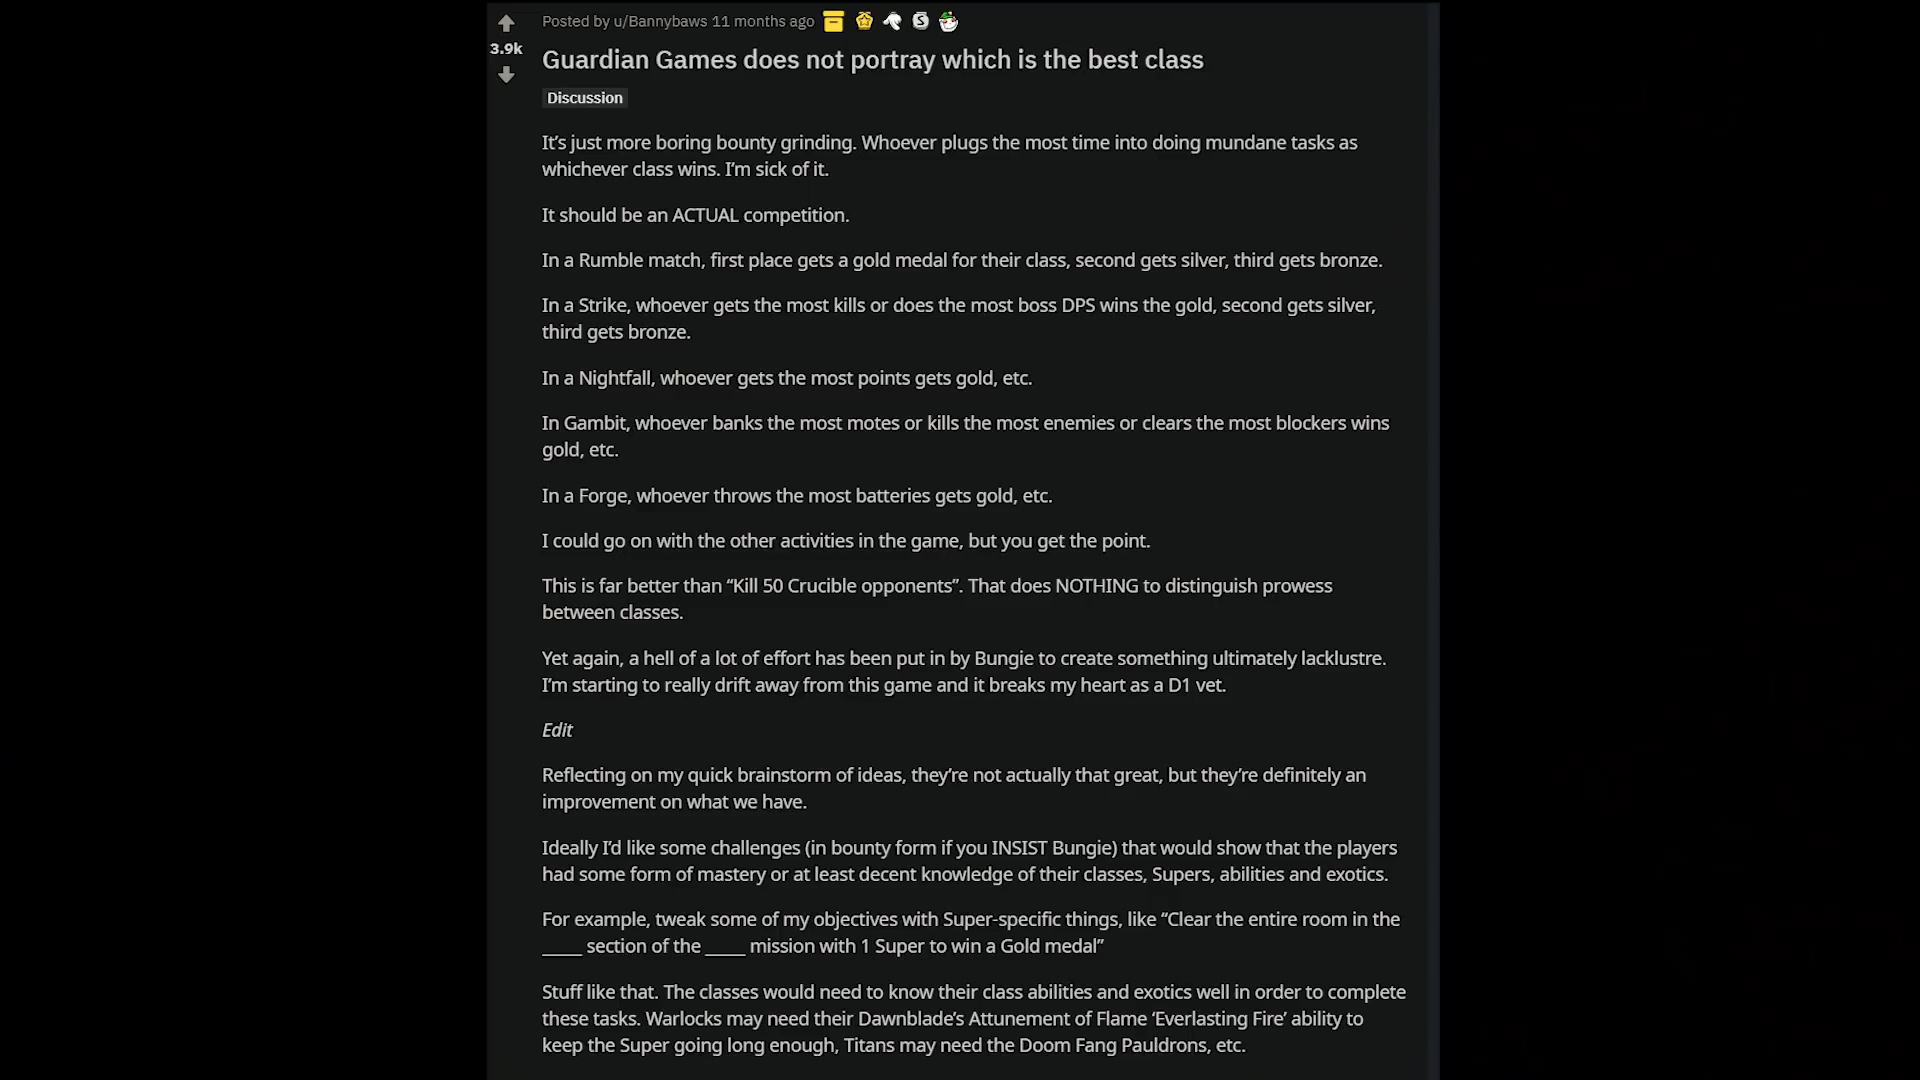 Posted by u/Bannybaws 11 months ago
3.9k
Guardian Games does not portray which is the best class
Discussion
It’s just more boring bounty grinding. Whoever plugs the most time into doing mundane tasks as
whichever class wins. I’m sick of it.
It should be an ACTUAL competition.
In a Rumble match, first place gets a gold medal for their class, second gets silver, third gets bronze.
In a Strike, whoever gets the most kills or does the most boss DPS wins the gold, second gets silver,
third gets bronze.
In a Nightfall, whoever gets the most points gets gold, etc.
In Gambit, whoever banks the most motes or kills the most enemies or clears the most blockers wins
gold, etc.
In a Forge, whoever throws the most batteries gets gold, etc.
I could go on with the other activities in the game, but you get the point.
This is far better than “Kill 50 Crucible opponents”. That does NOTHING to distinguish prowess
between classes.
Yet again, a hell of a lot of effort has been put in by Bungie to create something ultimately lacklustre.
I’m starting to really drift away from this game and it breaks my heart as a D1 vet.
Edit
Reflecting on my quick brainstorm of ideas, they’re not actually that great, but they’re definitely an
improvement on what we have.
Ideally I’d like some challenges (in bounty form if you INSIST Bungie) that would show that the players
had some form of mastery or at least decent knowledge of their classes, Supers, abilities and exotics.
For example, tweak some of my objectives with Super-specific things, like “Clear the entire room in the
_____ section of the _____ mission with 1 Super to win a Gold medal”
Stuff like that. The classes would need to know their class abilities and exotics well in order to complete
these tasks. Warlocks may need their Dawnblade’s Attunement of Flame ‘Everlasting Fire’ ability to
keep the Super going long enough, Titans may need the Doom Fang Pauldrons, etc.